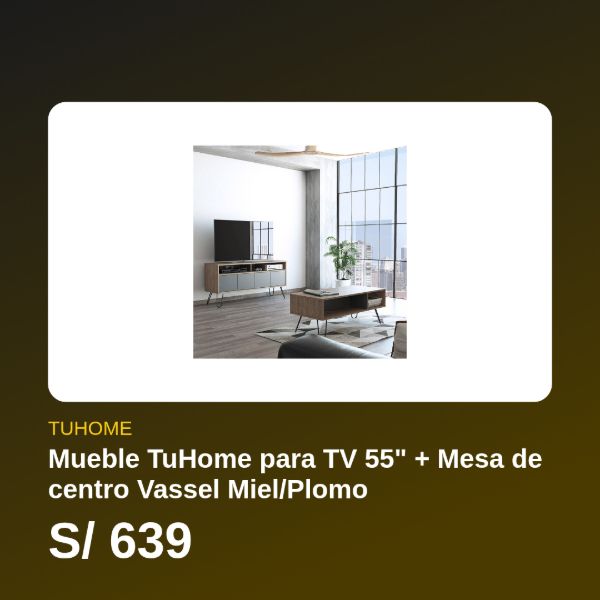 TUHOME
Mueble TuHome para TV 55" + Mesa de
centro Vassel Miel/Plomo
S/ 639